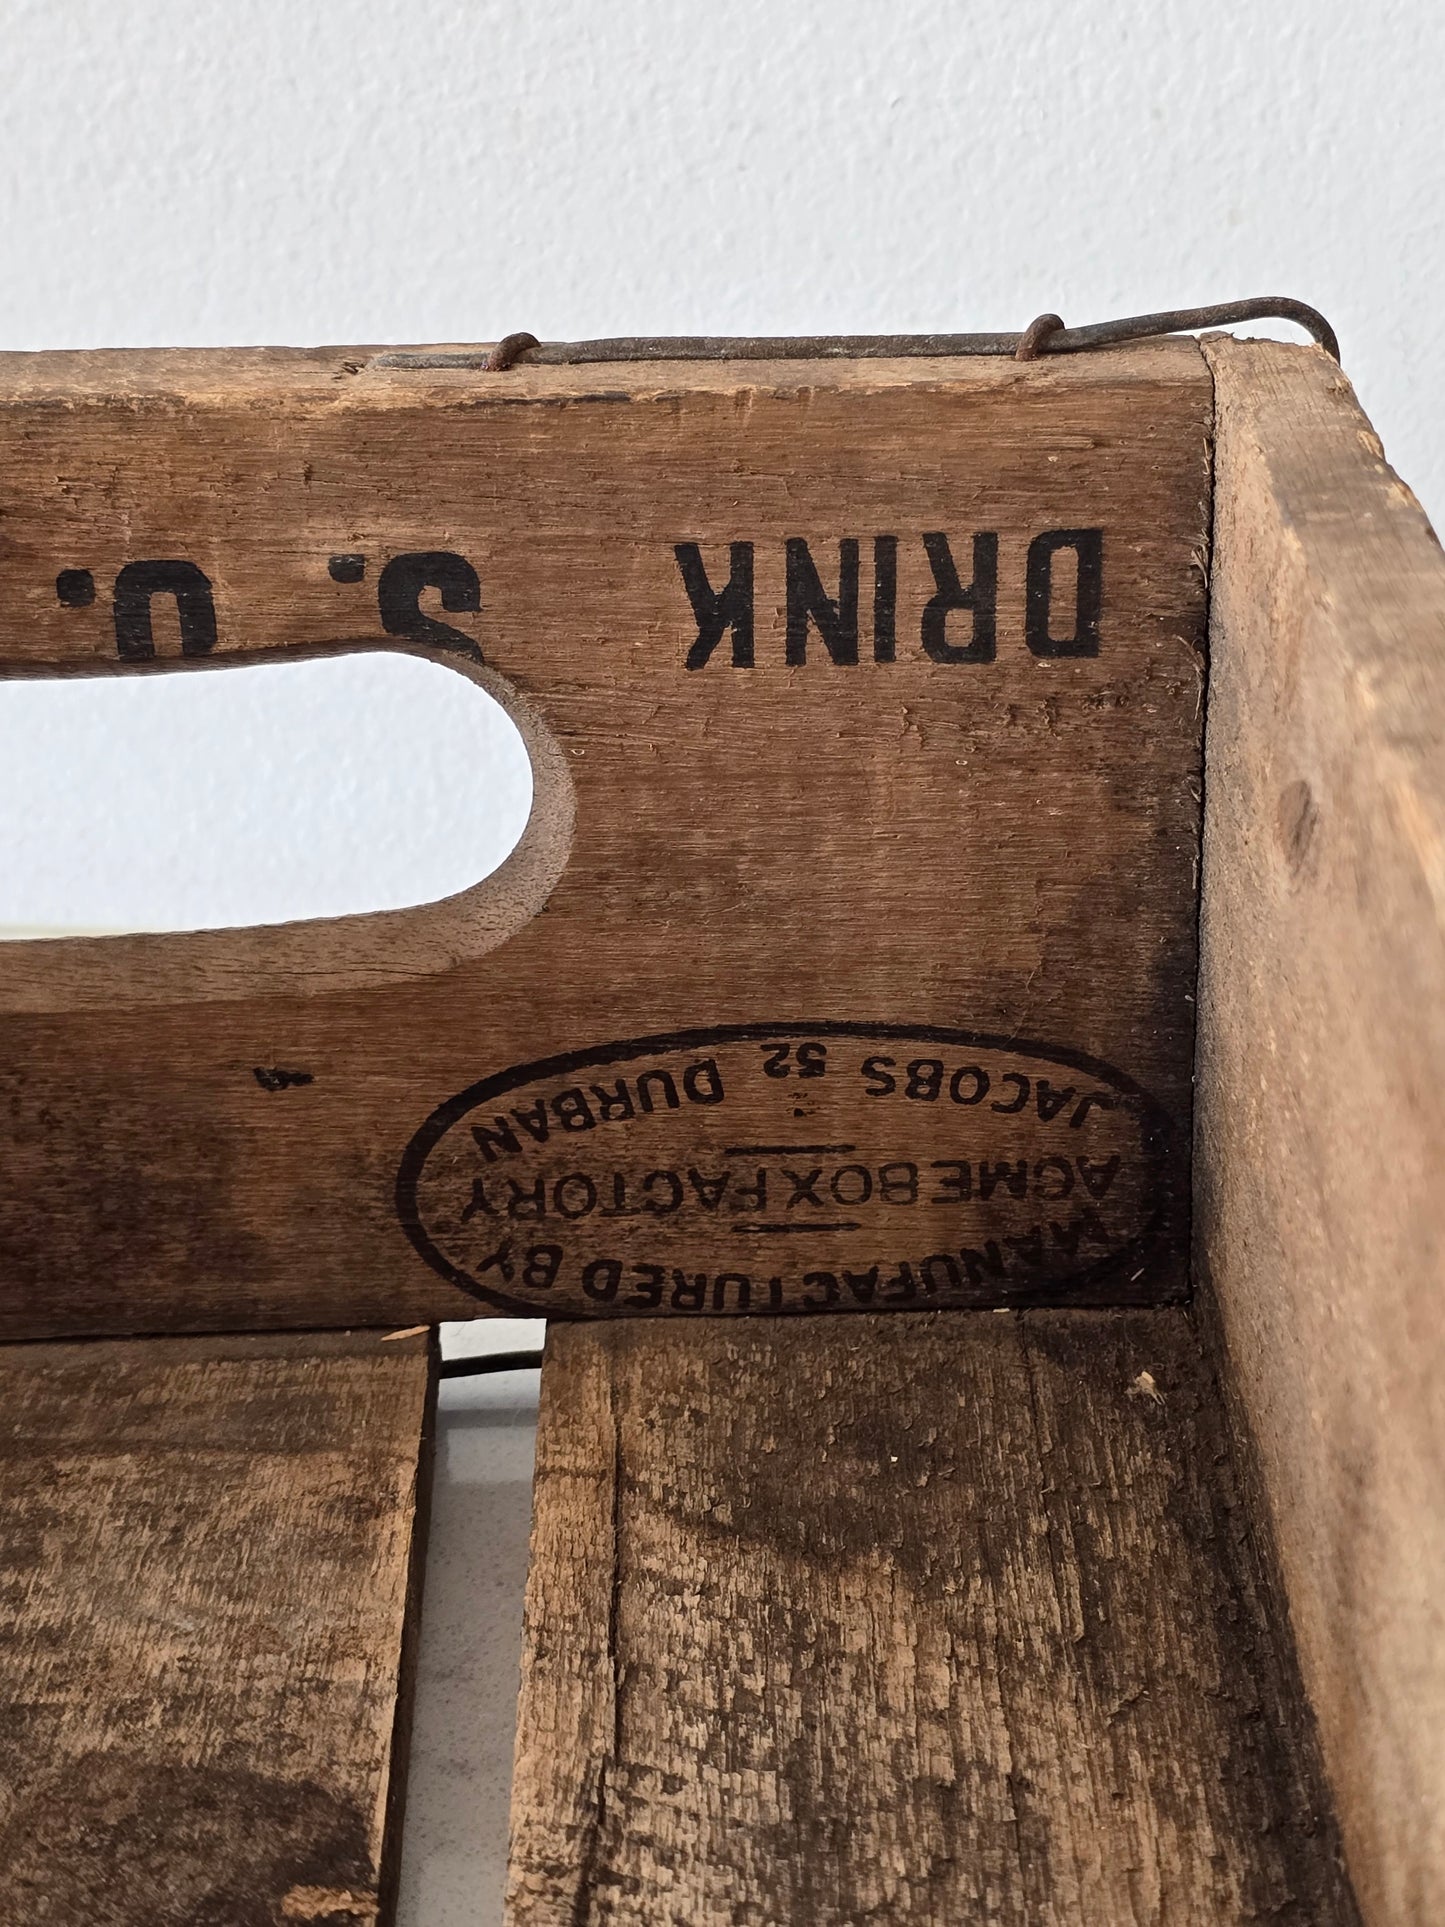 DRINK S.
MANUFACTURED BY
ACME BOX FACTORY
JACOBS 52 DURBAN